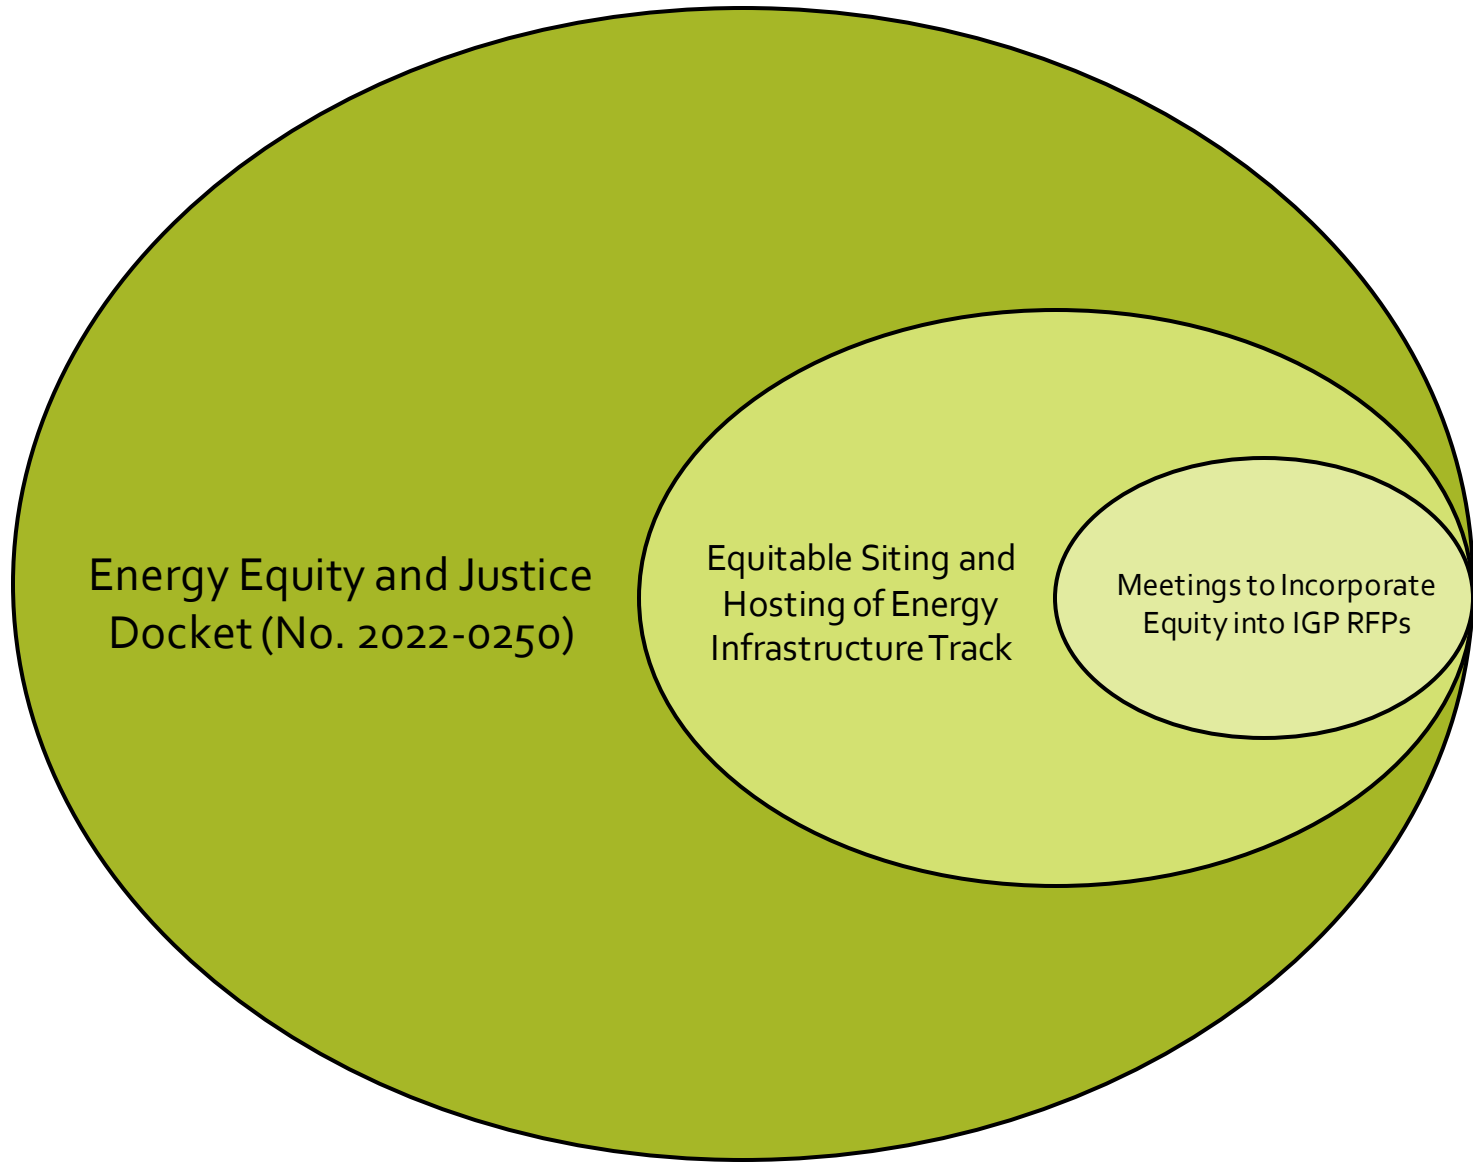 Energy Equity and Justice
Docket (No. 2022-0250)
Equitable Siting and
Hosting of Energy
Infrastructure Track
Meetings to Incorporate
Equity into IGP RFPs